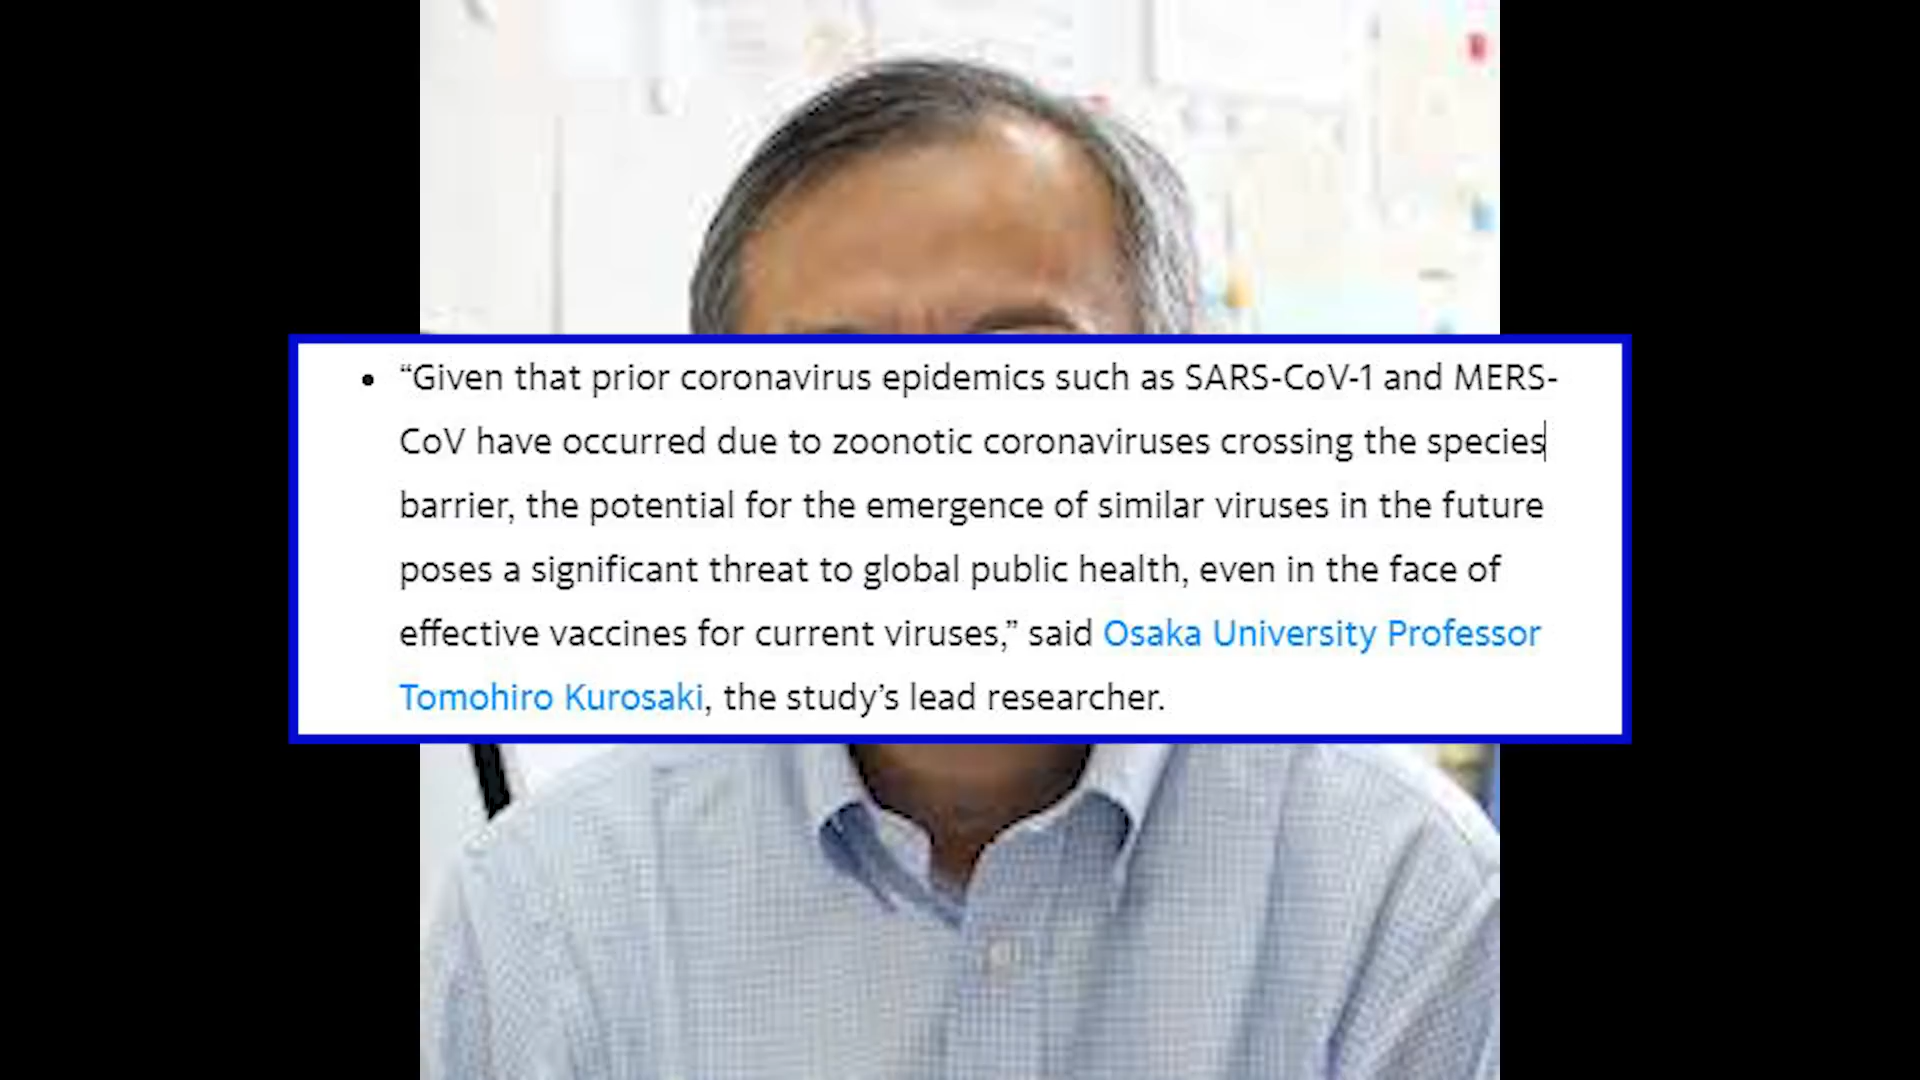 • “Given that prior coronavirus epidemics such as SARS-CoV-1 and MERS-
CoV have occurred due to zoonotic coronaviruses crossing the species
barrier, the potential for the emergence of similar viruses in the future
poses a significant threat to global public health, even in the face of
effective vaccines for current viruses,” said Osaka University Professor
Tomohiro Kurosaki, the study’s lead researcher.